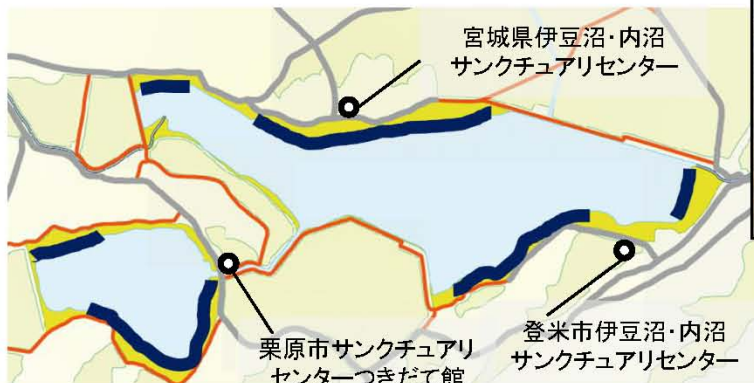 宮城県伊豆沼・内沼
サンクチュアリセンター
栗原市サンクチュアリ
センターつきだて館
登米市伊豆沼・内沼
サンクチュアリセンター